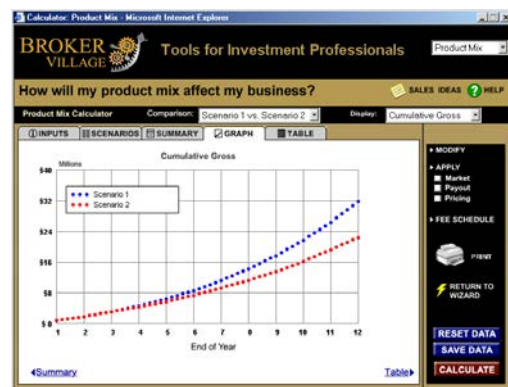 Calculator: Product Mix - Microsoft Internet Explorer
BROKER VILLAGE
Tools for Investment Professionals
Product Mix
How will my product mix affect my business?
SALES IDEAS
HELP
Product Mix Calculator
Comparison: Scenario 1 vs. Scenario 2
Display: Cumulative Gross
INPUTS
SCENARIOS
SUMMARY
GRAPH
TABLE
Cumulative Gross
Millions
$40
$32
$24
$16
$8
$0
Scenario 1
Scenario 2
1 2 3 4 5 6 7 8 9 10 11 12
End of Year
Summary
Table
MODIFY
APPLY
Market
Payout
Pricing
FEE SCHEDULE
PRINT
RETURN TO
WIZARD
RESET DATA
SAVE DATA
CALCULATE